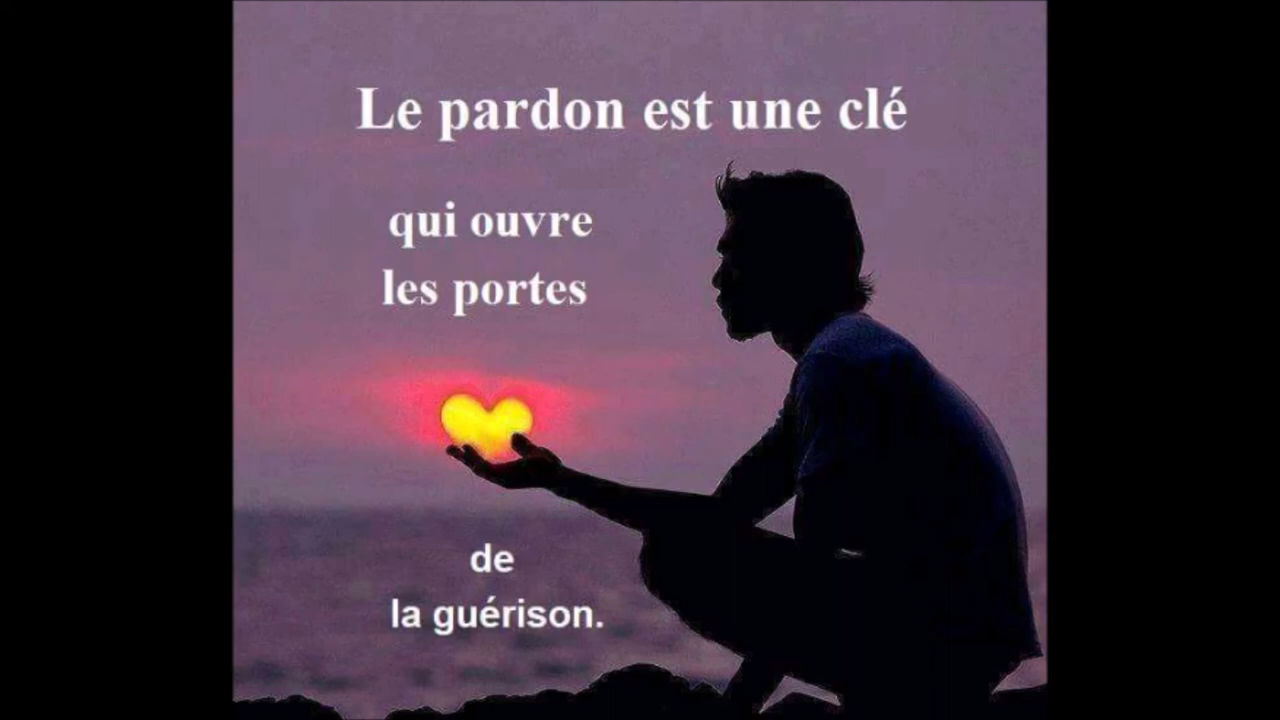 Le pardon est une clé
qui ouvre
les portes
de
la guérison.